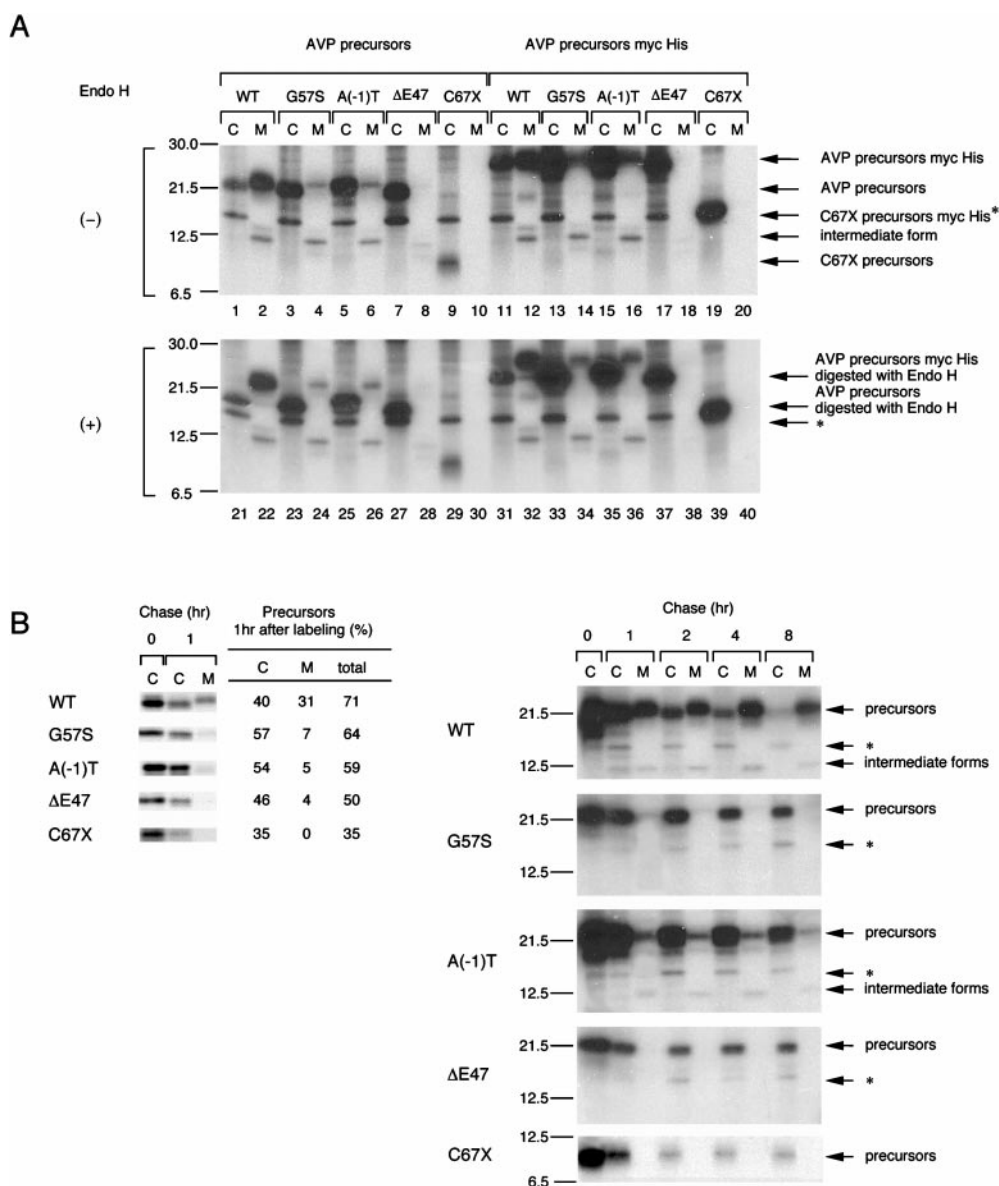 A
AVP precursors AVP precursors myc His
Endo H WT G57S A(-1)T ΔE47 C67X WT G57S A(-1)T ΔE47 C67X
C M C M C M C M C M C M C M C M C M C M
(-)
30.0
21.5
12.5
6.5
AVP precursors myc His
AVP precursors
C67X precursors myc His*
intermediate form
C67X precursors
1 2 3 4 5 6 7 8 9 10 11 12 13 14 15 16 17 18 19 20
(+)
30.0
21.5
12.5
6.5
AVP precursors myc His
digested with Endo H
AVP precursors
digested with Endo H
*
21 22 23 24 25 26 27 28 29 30 31 32 33 34 35 36 37 38 39 40
B
Chase (hr) Precursors
1hr after labeling (%)
0 1
C C M C M total
WT 40 31 71
G57S 57 7 64
A(-1)T 54 5 59
ΔE47 46 4 50
C67X 35 0 35
Chase (hr)
0 1 2 4 8
C C M C M C M C M
WT
21.5
12.5
precursors
*
intermediate forms
G57S
21.5
12.5
precursors
*
A(-1)T
21.5
12.5
precursors
*
intermediate forms
ΔE47
21.5
12.5
precursors
*
C67X
12.5
6.5
precursors